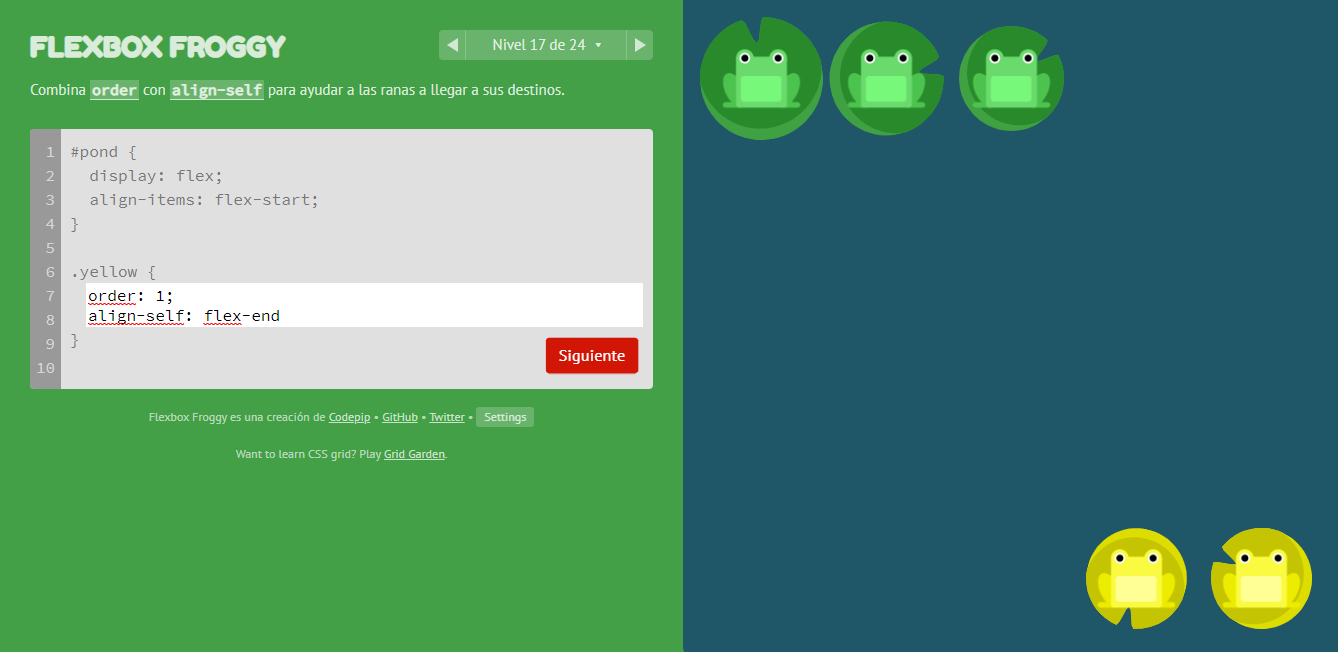 FLEXBOX FROGGY
Nivel 17 de 24
Combina order con align-self para ayudar a las ranas a llegar a sus destinos.
1 #pond {
2 display: flex;
3 align-items: flex-start;
4 }
5
6 .yellow {
7 order: 1;
8 align-self: flex-end
9 }
10
Siguiente
Flexbox Froggy es una creación de Codepip • GitHub • Twitter • Settings
Want to learn CSS grid? Play Grid Garden.